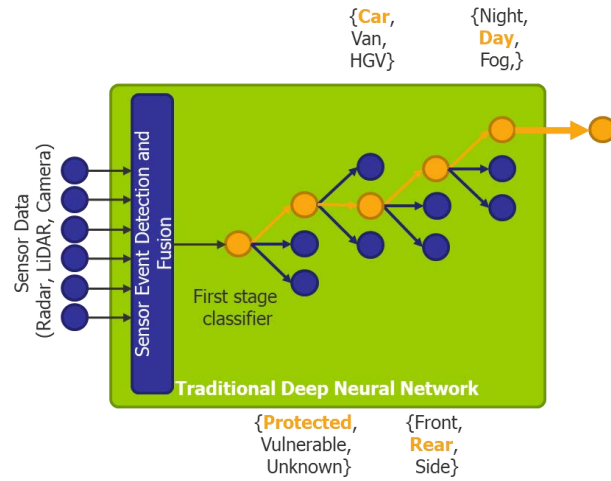 {Car,
Van,
HGV}
{Night,
Day,
Fog,}
Sensor Data
(Radar, LiDAR, Camera)
Sensor Event Detection and
Fusion
First stage
classifier
Traditional Deep Neural Network
{Protected,
Vulnerable,
Unknown}
{Front,
Rear,
Side}